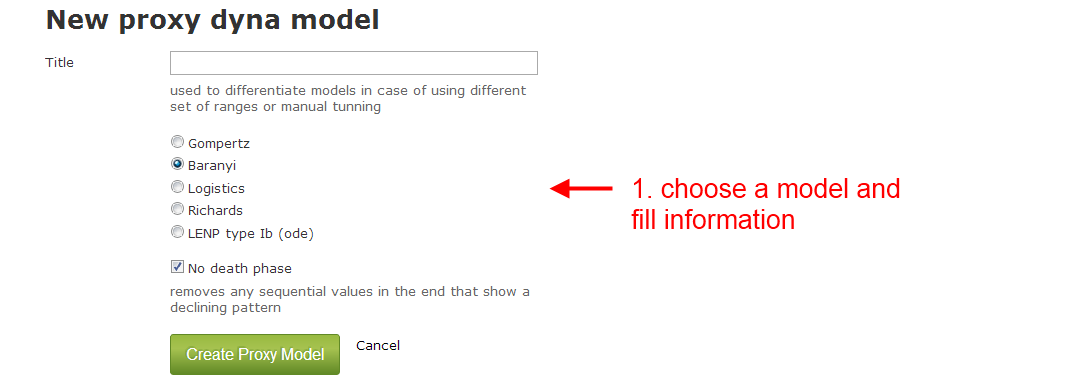 New proxy dyna model
Title
used to differentiate models in case of using different
set of ranges or manual tunning
Gompertz
Baranyi
Logistics
Richards
LENP type Ib (ode)
1. choose a model and
fill information
No death phase
removes any sequential values in the end that show a
declining pattern
Create Proxy Model
Cancel